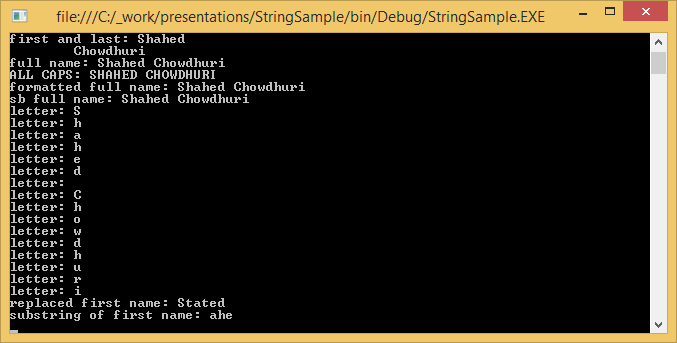 file:///C:/_work/presentations/StringSample/bin/Debug/StringSample.EXE
first and last: Shahed
        Chowdhuri
full name: Shahed Chowdhuri
ALL CAPS: SHAHED CHOWDHURI
formatted full name: Shahed Chowdhuri
sb full name: Shahed Chowdhuri
letter: S
letter: h
letter: a
letter: h
letter: e
letter: d
letter:
letter: C
letter: h
letter: o
letter: w
letter: d
letter: h
letter: u
letter: r
letter: i
replaced first name: Stated
substring of first name: ahe